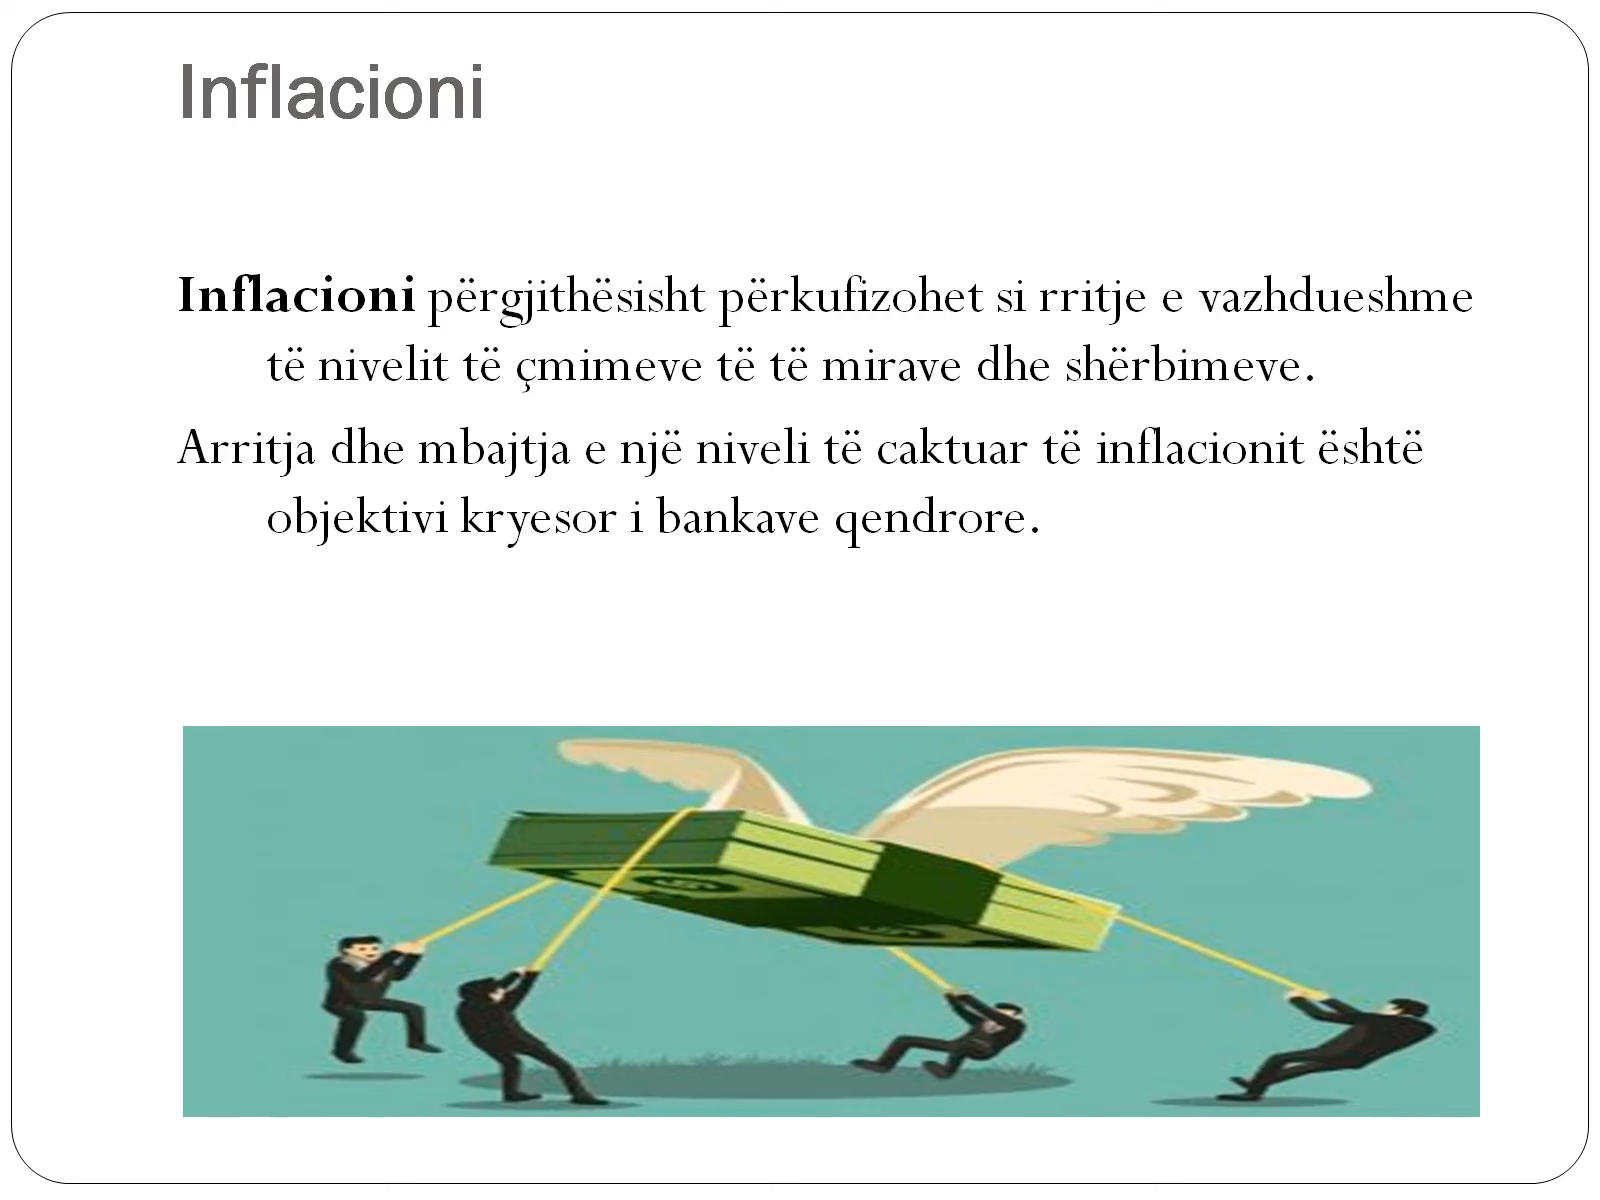 Inflacioni
Inflacioni përgjithësisht përkufizohet si rritje e vazhdueshme
të nivelit të çmimeve të të mirave dhe shërbimeve.
Arritja dhe mbajtja e një niveli të caktuar të inflacionit është
objektivi kryesor i bankave qendrore.